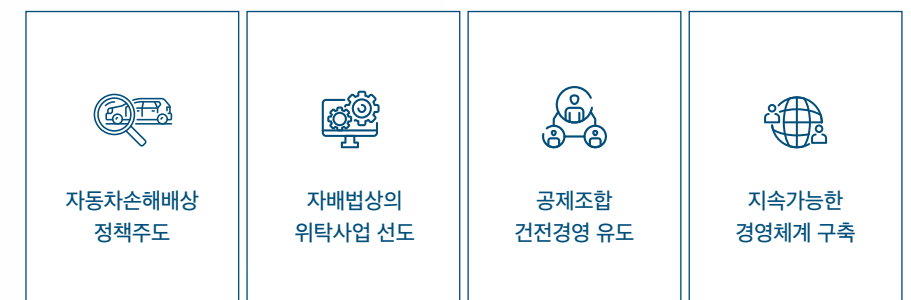 자동차손해배상
정책주도
자배법상의
위탁사업 선도
공제조합
건전경영 유도
지속가능한
경영체계 구축